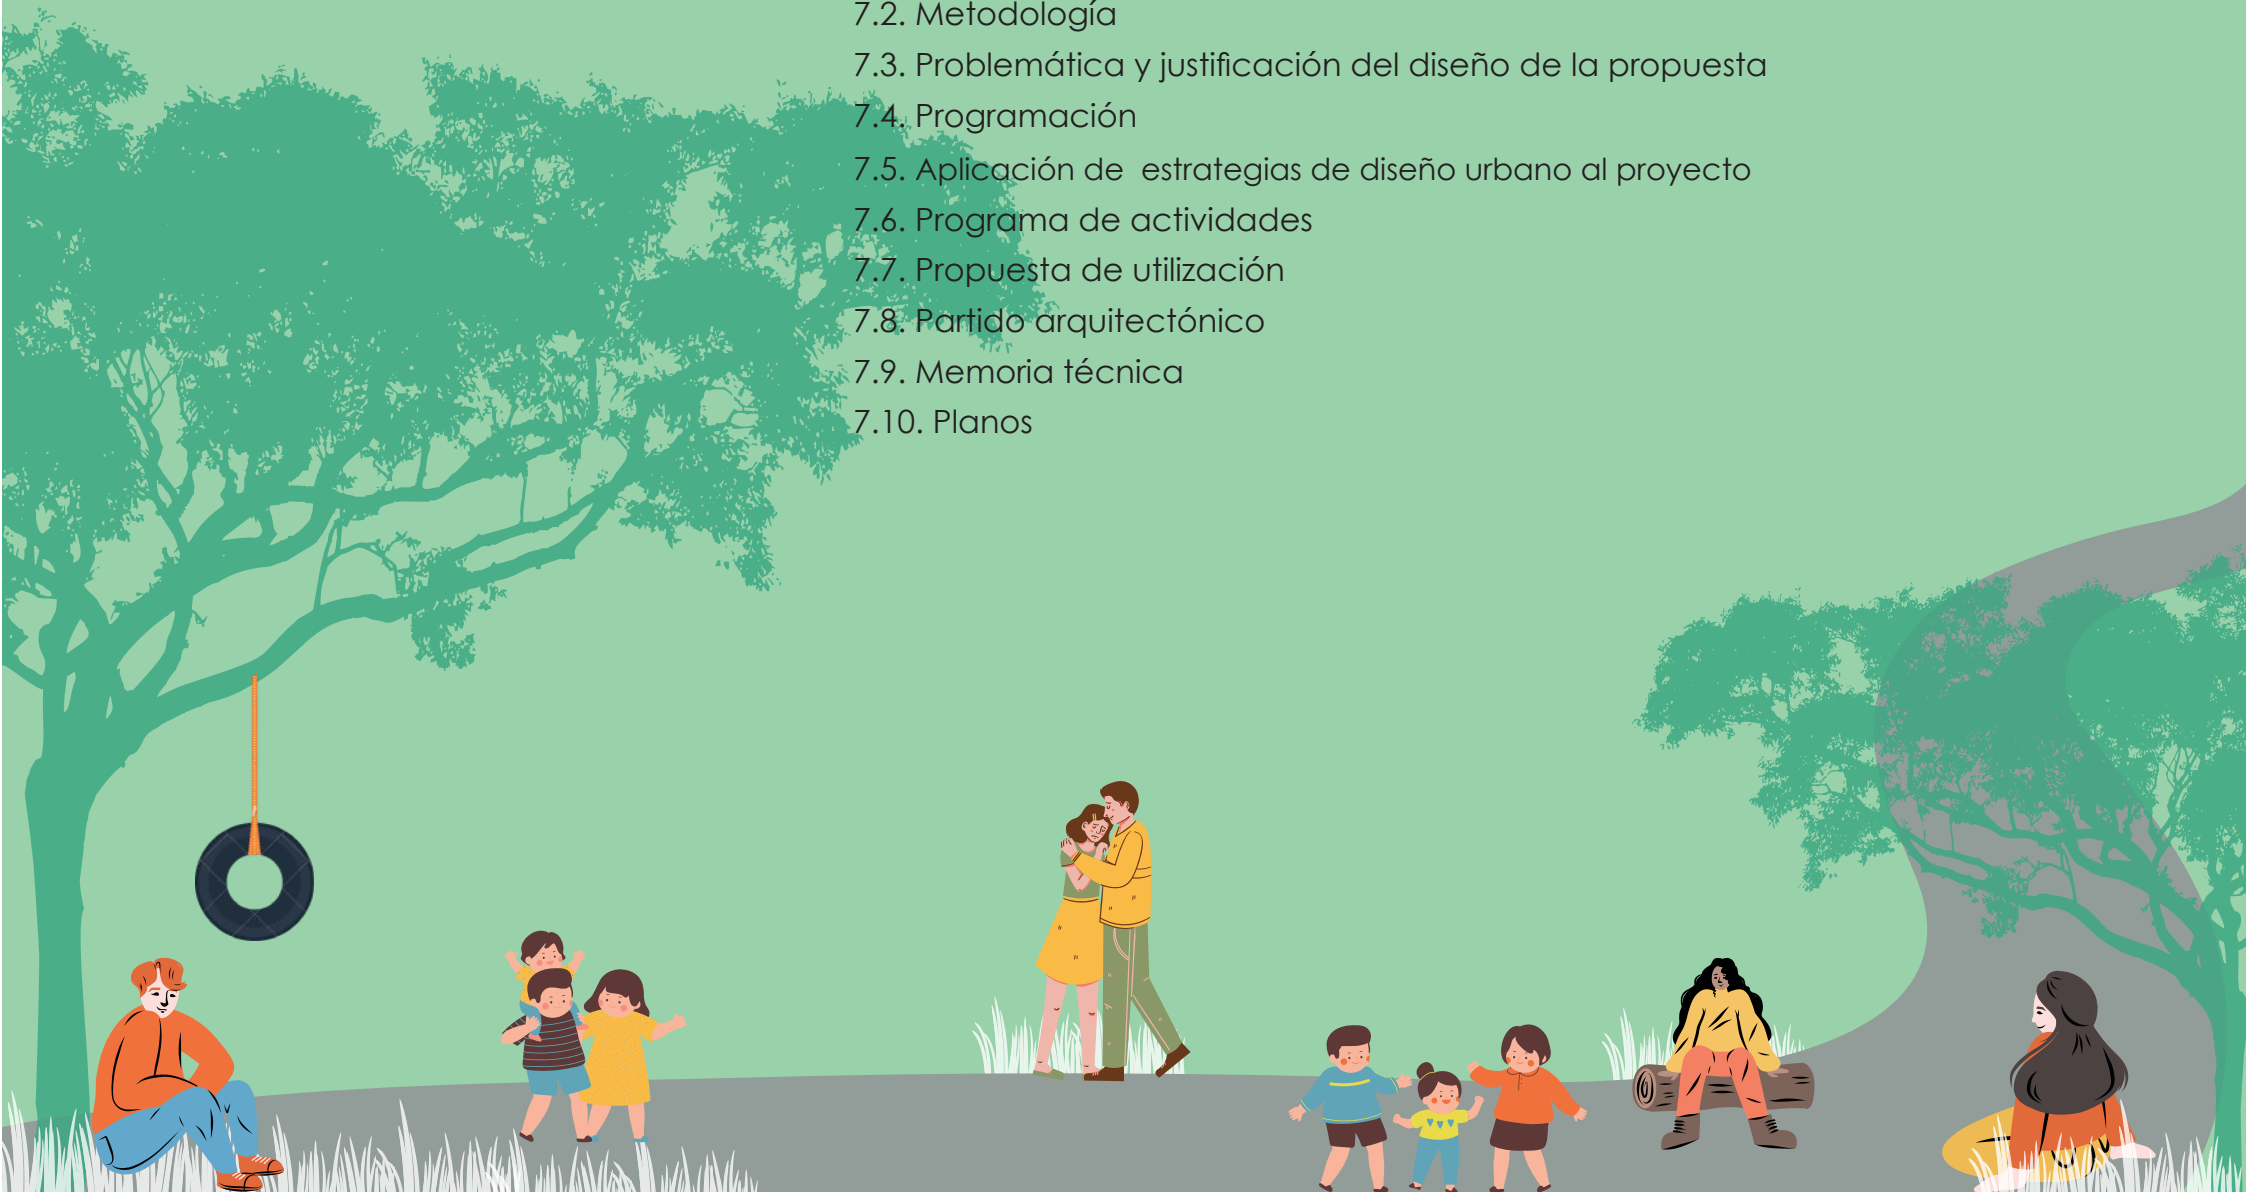 7.2. Metodología
7.3. Problemática y justificación del diseño de la propuesta
7.4. Programación
7.5. Aplicación de  estrategias de diseño urbano al proyecto
7.6. Programa de actividades
7.7. Propuesta de utilización
7.8. Partido arquitectónico
7.9. Memoria técnica
7.10. Planos